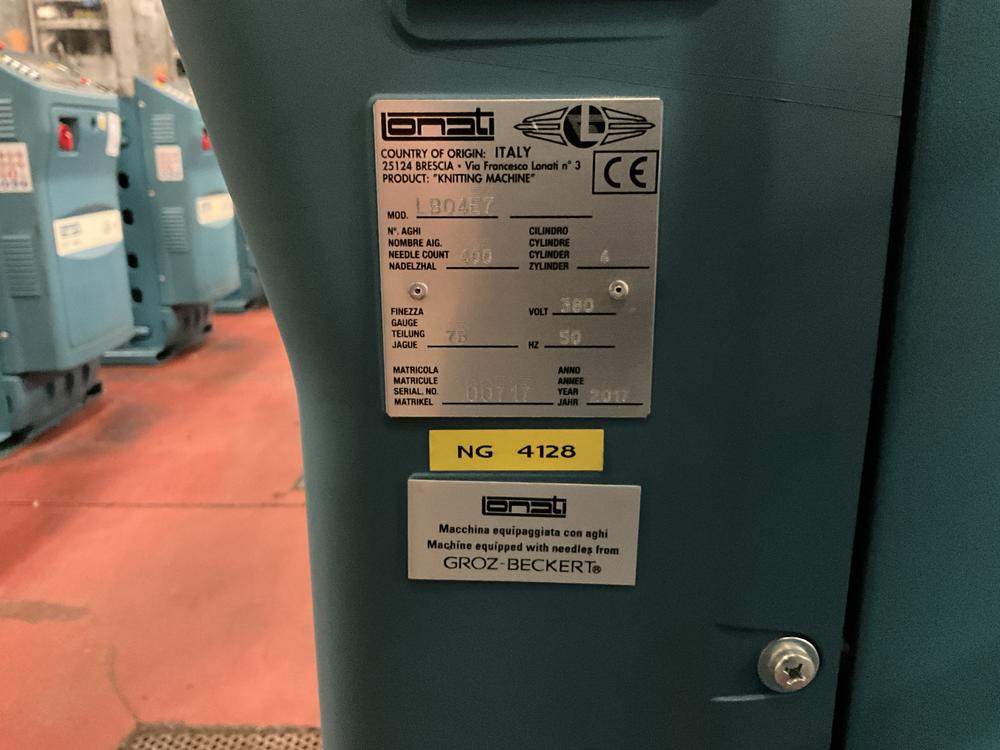 Lonati
COUNTRY OF ORIGIN: ITALY
25124 BRESCIA • Via Francesco Lonati n° 3
PRODUCT: "KNITTING MACHINE"
CE
MOD. LB04E7
N°. AGHI
NOMBRE AIG.
NEEDLE COUNT 400
NADELZHAL
CILINDRO
CYLINDRE
CYLINDER 4
ZYLINDER
FINEZZA
GAUGE
TEILUNG
JAUGE
VOLT 380
HZ 50
MATRICOLA
MATRICULE
SERIAL. NO.
MATRIKEL
ANNO
ANNEE
YEAR 2017
JAHR
NG 4128
Lonati
Macchina equipaggiata con aghi
Machine equipped with needles from
GROZ-BECKERT®